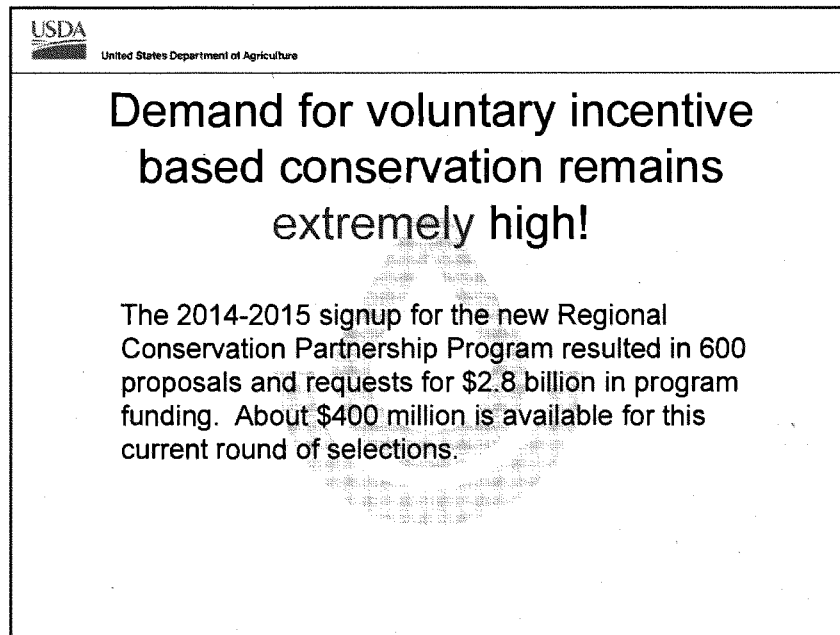 USDA
United States Department of Agriculture
Demand for voluntary incentive
based conservation remains
extremely high!
The 2014-2015 signup for the new Regional
Conservation Partnership Program resulted in 600
proposals and requests for $2.8 billion in program
funding.  About $400 million is available for this
current round of selections.